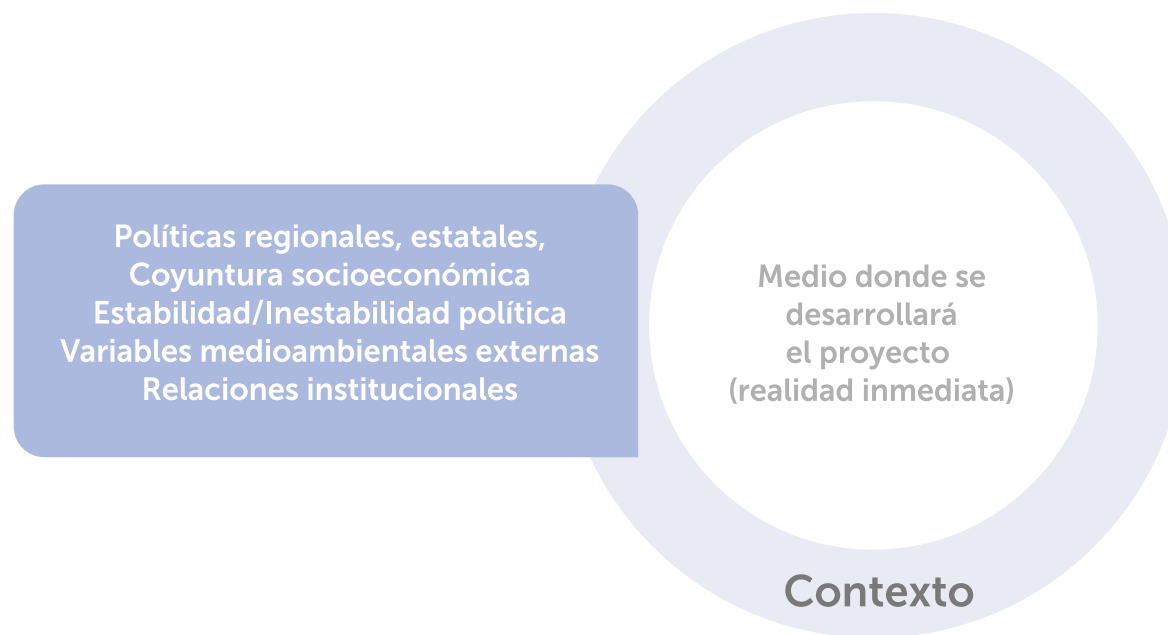 Políticas regionales, estatales,
Coyuntura socioeconómica
Estabilidad/Inestabilidad política
Variables medioambientales externas
Relaciones institucionales
Medio donde se
desarrollará
el proyecto
(realidad inmediata)
Contexto